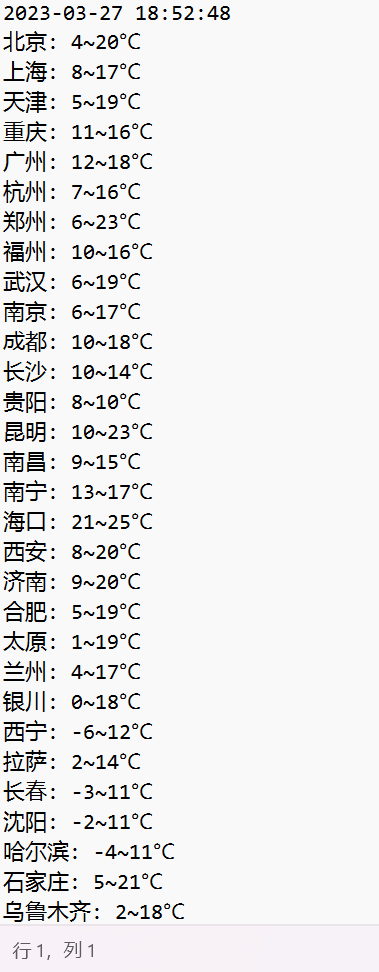 2023-03-27 18:52:48
北京: 4~20℃
上海: 8~17℃
天津: 5~19℃
重庆: 11~16℃
广州: 12~18℃
杭州: 7~16℃
郑州: 6~23℃
福州: 10~16℃
武汉: 6~19℃
南京: 6~17℃
成都: 10~18℃
长沙: 10~14℃
贵阳: 8~10℃
昆明: 10~23℃
南昌: 9~15℃
南宁: 13~17℃
海口: 21~25℃
西安: 8~20℃
济南: 9~20℃
合肥: 5~19℃
太原: 1~19℃
兰州: 4~17℃
银川: 0~18℃
西宁: -6~12℃
拉萨: 2~14℃
长春: -3~11℃
沈阳: -2~11℃
哈尔滨: -4~11℃
石家庄: 5~21℃
乌鲁木齐: 2~18℃
行 1, 列 1